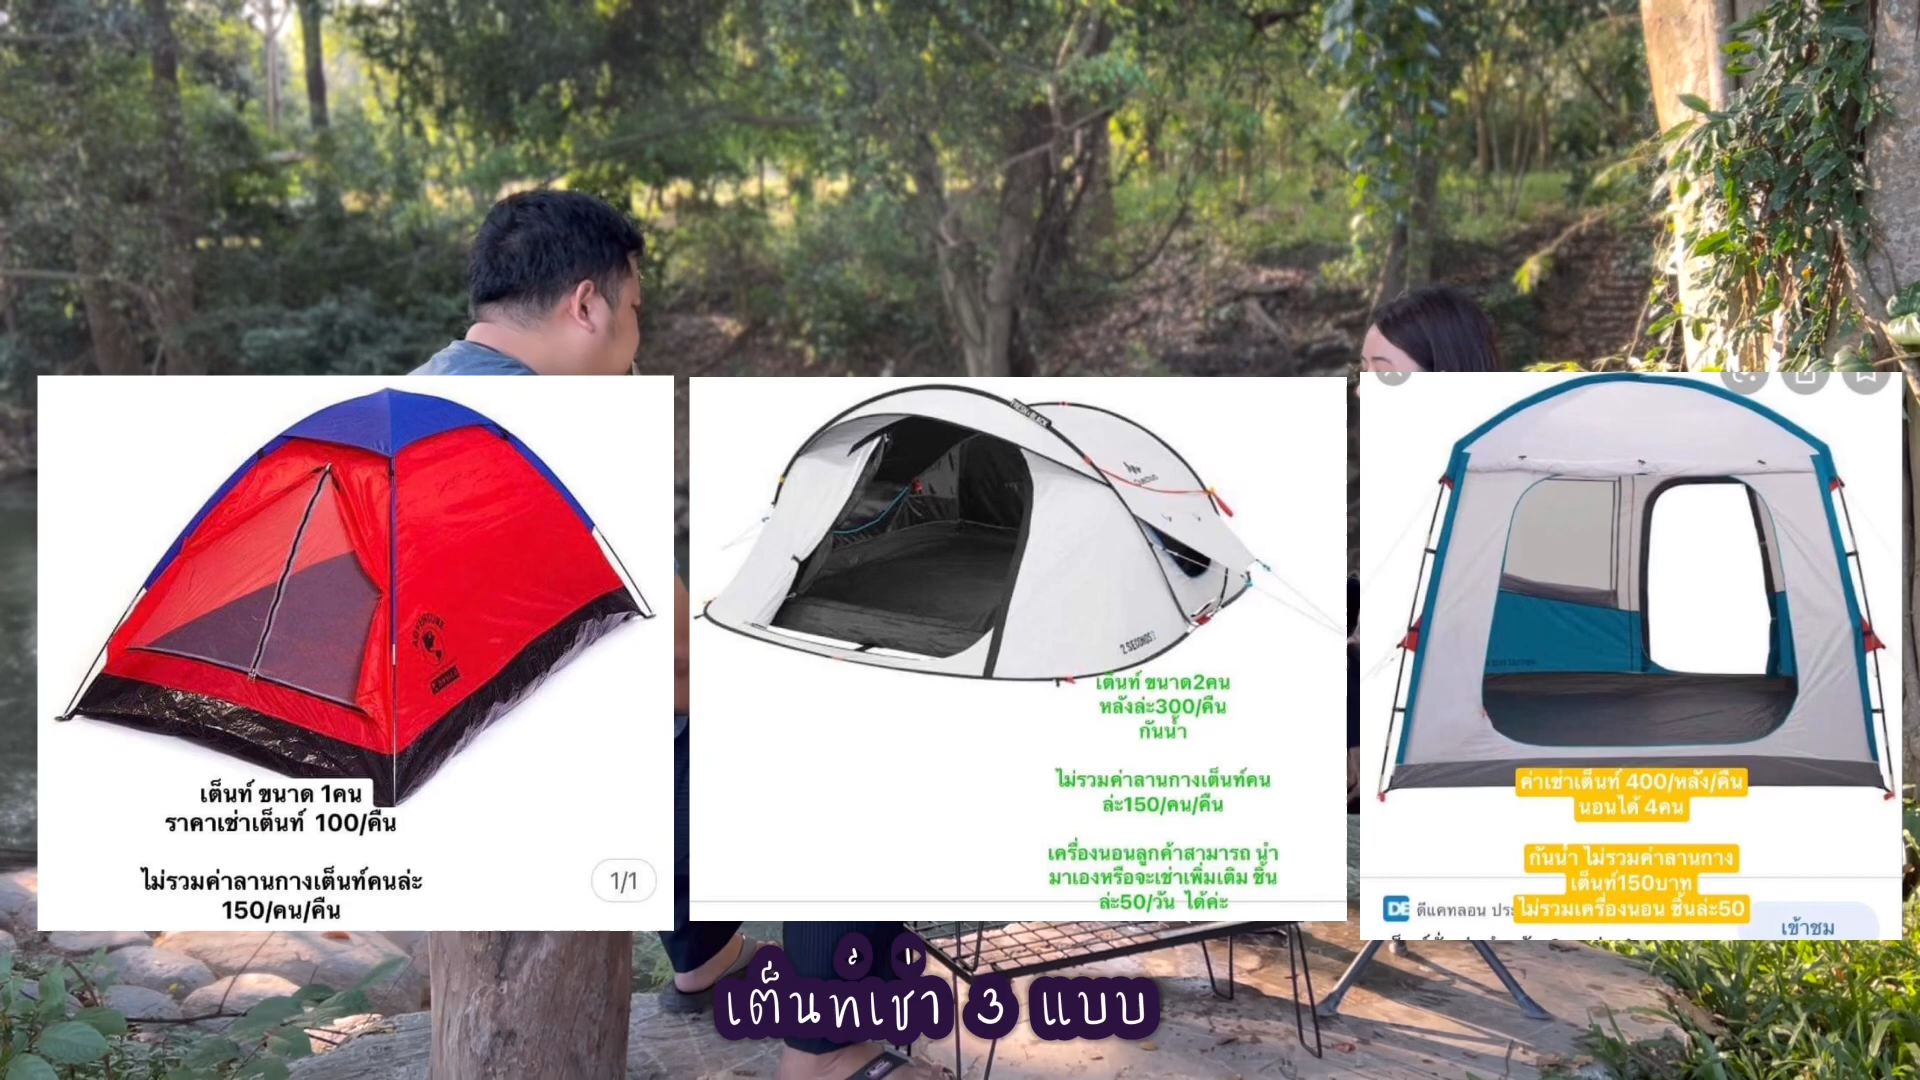 เต็นท์ ขนาด 1คน
ราคาเช่าเต็นท์ 100/คืน
ไม่รวมค่าลานกางเต็นท์คนล่ะ
150/คน/คืน
1/1
Quechua
2 SECONDS
เต็นท์ ขนาด2คน
หลังล่ะ300/คืน
กันน้ำ
ไม่รวมค่าลานกางเต็นท์คน
ล่ะ150/คน/คืน
เครื่องนอนลูกค้าสามารถ นำ
มาเองหรือจะเช่าเพิ่มเติม ชิ้น
ล่ะ50/วัน ได้ค่ะ
ค่าเช่าเต็นท์ 400/หลัง/คืน
นอนได้ 4คน
กันน้ำ ไม่รวมค่าลานกาง
เต็นท์150บาท
ไม่รวมเครื่องนอน ชิ้นล่ะ50
DE ดีแคทลอน
เข้าชม
เต็นท์เช่า 3 แบบ